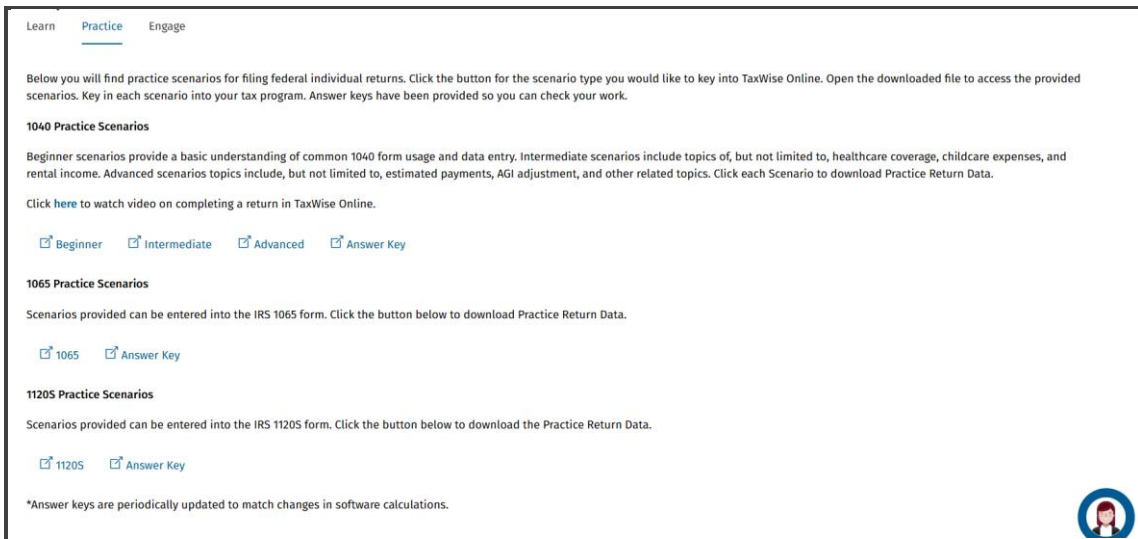 Learn Practice Engage
Below you will find practice scenarios for filing federal individual returns. Click the button for the scenario type you would like to key into TaxWise Online. Open the downloaded file to access the provided
scenarios. Key in each scenario into your tax program. Answer keys have been provided so you can check your work.
1040 Practice Scenarios
Beginner scenarios provide a basic understanding of common 1040 form usage and data entry. Intermediate scenarios include topics of, but not limited to, healthcare coverage, childcare expenses, and
rental income. Advanced scenarios topics include, but not limited to, estimated payments, AGI adjustment, and other related topics. Click each Scenario to download Practice Return Data.
Click here to watch video on completing a return in TaxWise Online.
Beginner Intermediate Advanced Answer Key
1065 Practice Scenarios
Scenarios provided can be entered into the IRS 1065 form. Click the button below to download Practice Return Data.
1065 Answer Key
1120S Practice Scenarios
Scenarios provided can be entered into the IRS 1120S form. Click the button below to download the Practice Return Data.
1120S Answer Key
*Answer keys are periodically updated to match changes in software calculations.